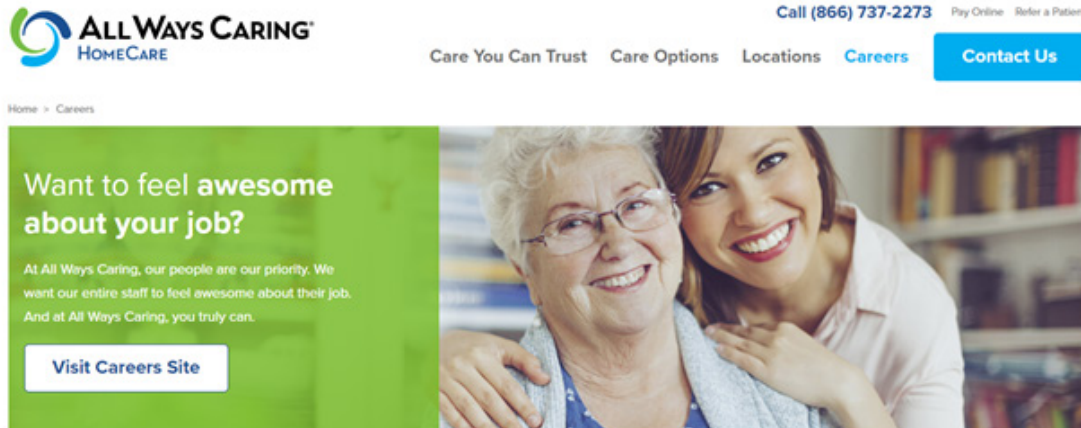 ALL WAYS CARING®
HOMECARE
Call (866) 737-2273 Pay Online Refer a Patien
Care You Can Trust Care Options Locations Careers Contact Us
Home > Careers
Want to feel awesome
about your job?
At All Ways Caring, our people are our priority. We
want our entire staff to feel awesome about their job.
And at All Ways Caring, you truly can.
Visit Careers Site